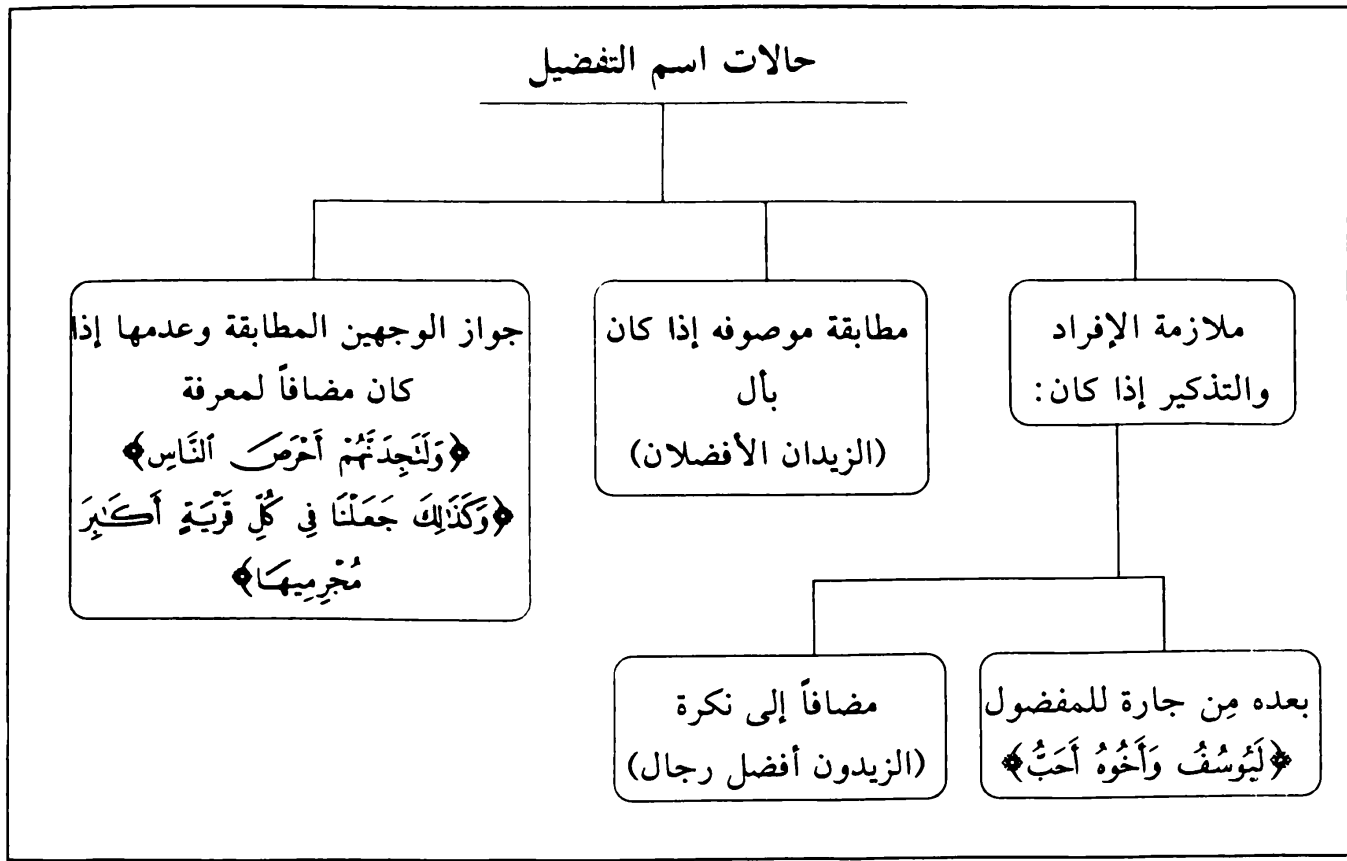 حالات اسم التفضيل
ملازمة الإفراد
والتذكير إذا كان:
مطابقة موصوفه إذا كان
بأل
(الزيدان الأفضلان)
جواز الوجهين المطابقة وعدمها إذا
كان مضافاً لمعرفة
﴿وَلَتَجِدَنَّهُمْ أَحْرَصَ ٱلنَّاسِ﴾
﴿وَكَذَٰلِكَ جَعَلْنَا فِي كُلِّ قَرْيَةٍ أَكَٰبِرَ
مُجْرِمِيهَا﴾
بعده مِن جارة للمفضول
﴿لَيُوسُفُ وَأَخُوهُ أَحَبُّ﴾
مضافاً إلى نكرة
(الزيدون أفضل رجال)